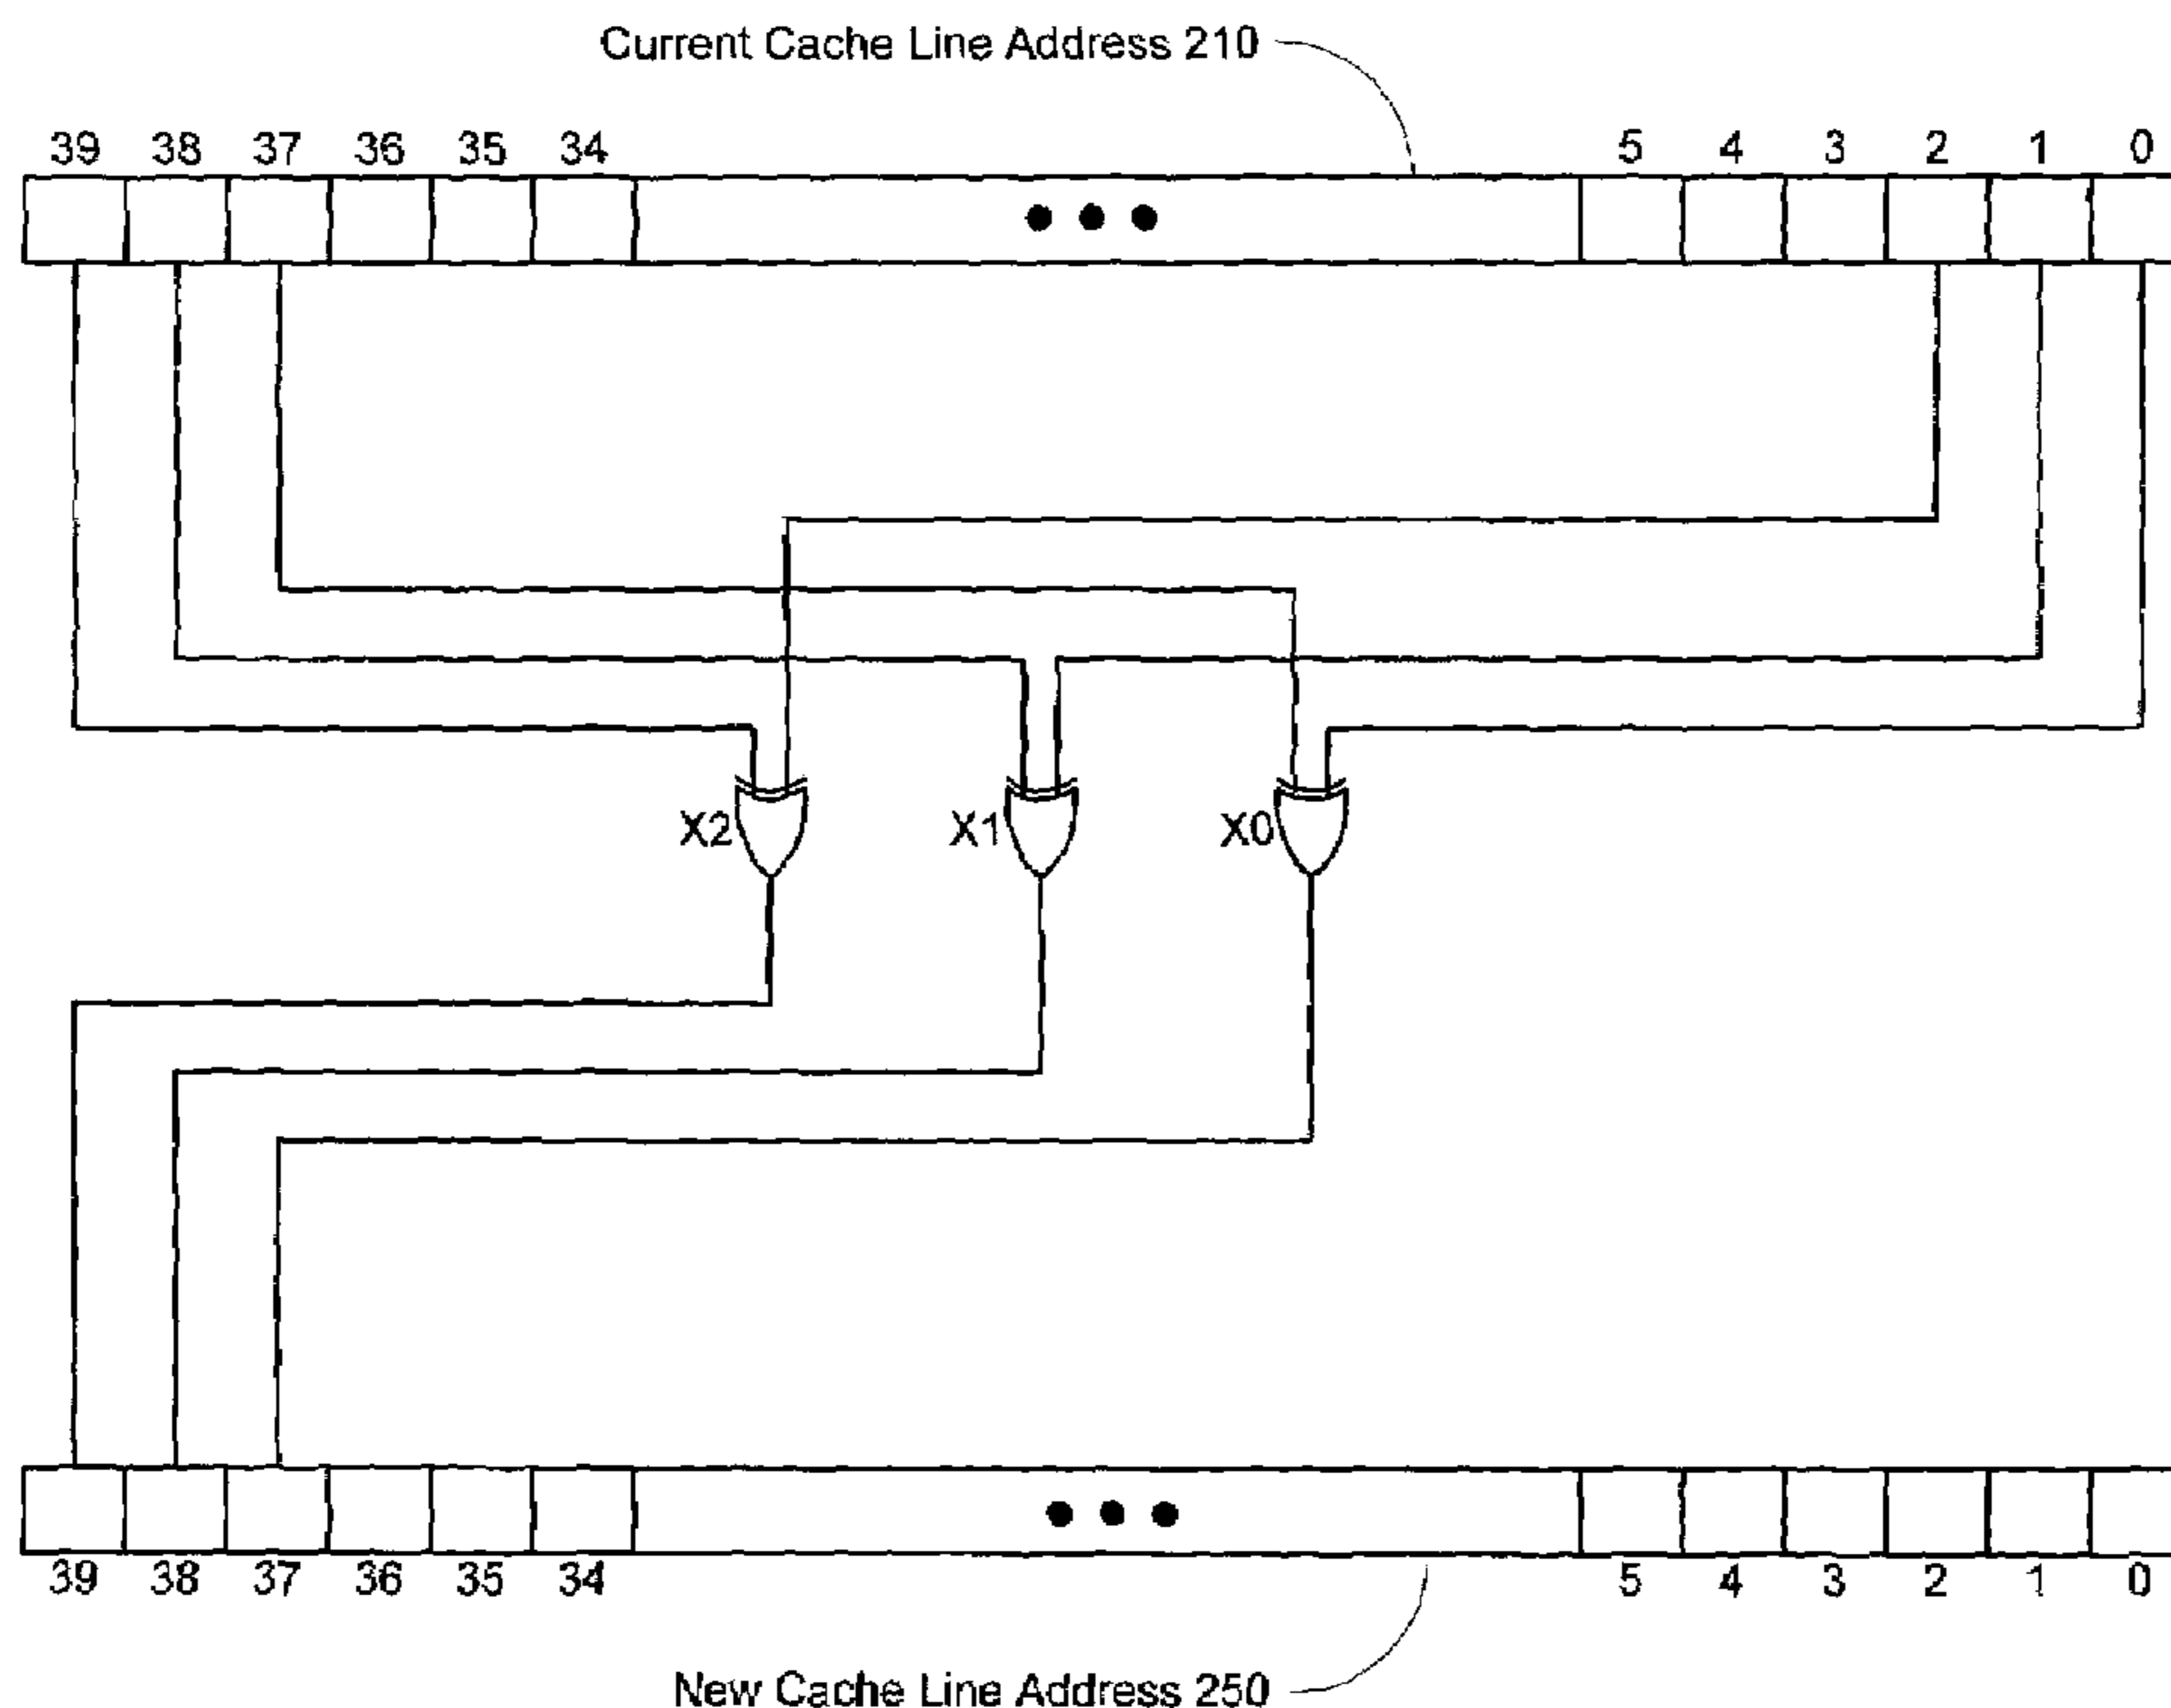 Current Cache Line Address 210
39 38 37 36 35 34 5 4 3 2 1 0
X2 X1 X0
39 38 37 36 35 34 5 4 3 2 1 0
New Cache Line Address 250